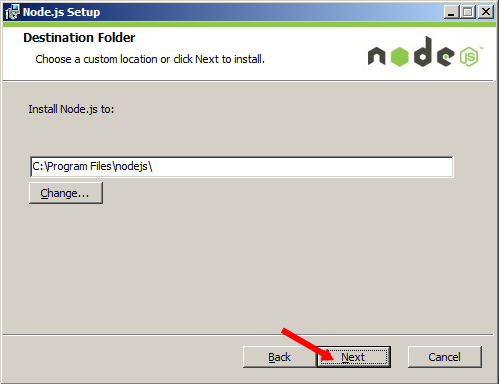 Node.js Setup
Destination Folder
Choose a custom location or click Next to install.
node
JS
Install Node.js to:
C:\Program Files\nodejs\
Change...
Back Next Cancel